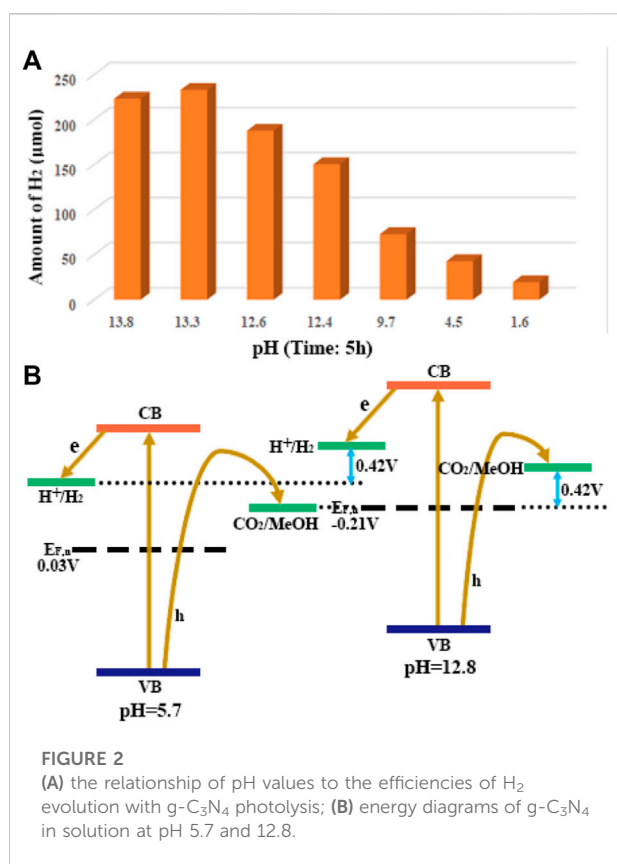 A
250
200
150
100
50
0
Amount of H₂ (μmol)
13.8 13.3 12.6 12.4 9.7 4.5 1.6
pH (Time: 5h)
B
CB
e
H⁺/H₂
CO₂/MeOH
E_F,n
0.03V
h
VB
pH=5.7
CB
e
H⁺/H₂
0.42V
CO₂/MeOH
0.42V
E_F,n
-0.21V
h
VB
pH=12.8
FIGURE 2
(A) the relationship of pH values to the efficiencies of H₂
evolution with g-C₃N₄ photolysis; (B) energy diagrams of g-C₃N₄
in solution at pH 5.7 and 12.8.